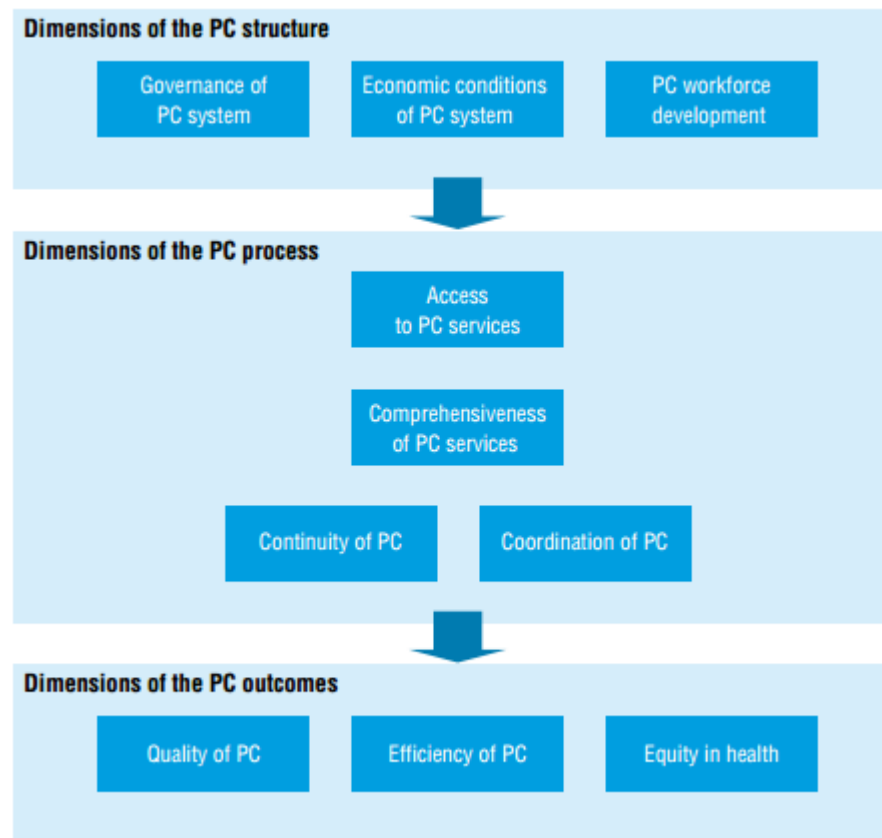 Dimensions of the PC structure
Governance of
PC system
Economic conditions
of PC system
PC workforce
development
Dimensions of the PC process
Access
to PC services
Comprehensiveness
of PC services
Continuity of PC
Coordination of PC
Dimensions of the PC outcomes
Quality of PC
Efficiency of PC
Equity in health